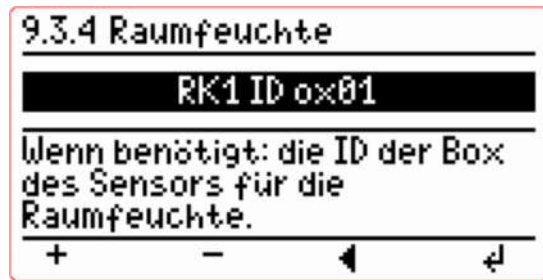 9.3.4 Raumfeuchte
RK1 ID ox01
Wenn benötigt: die ID der Box
des Sensors für die
Raumfeuchte.
+ − ◀ ↲